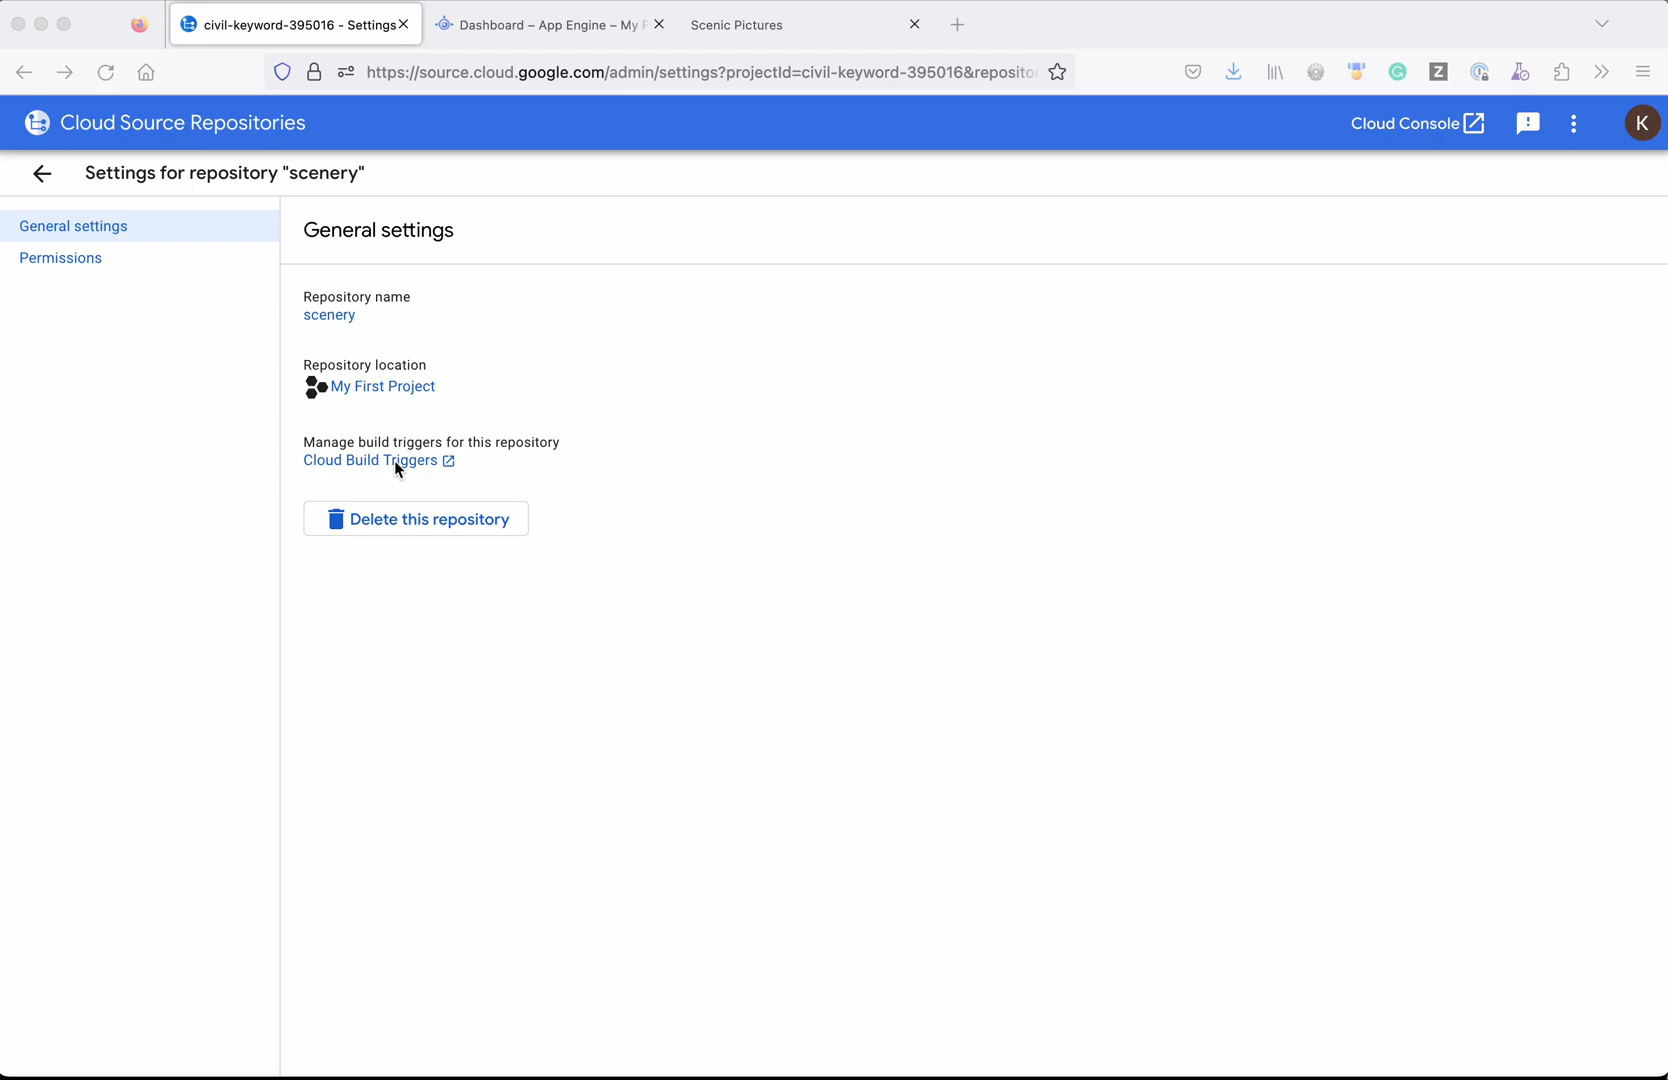 civil-keyword-395016 - Settings
Dashboard – App Engine – My
Scenic Pictures
https://source.cloud.google.com/admin/settings?projectId=civil-keyword-395016&reposito
Z
Cloud Source Repositories
Cloud Console
K
Settings for repository "scenery"
General settings
Permissions
General settings
Repository name
scenery
Repository location
My First Project
Manage build triggers for this repository
Cloud Build Triggers
Delete this repository